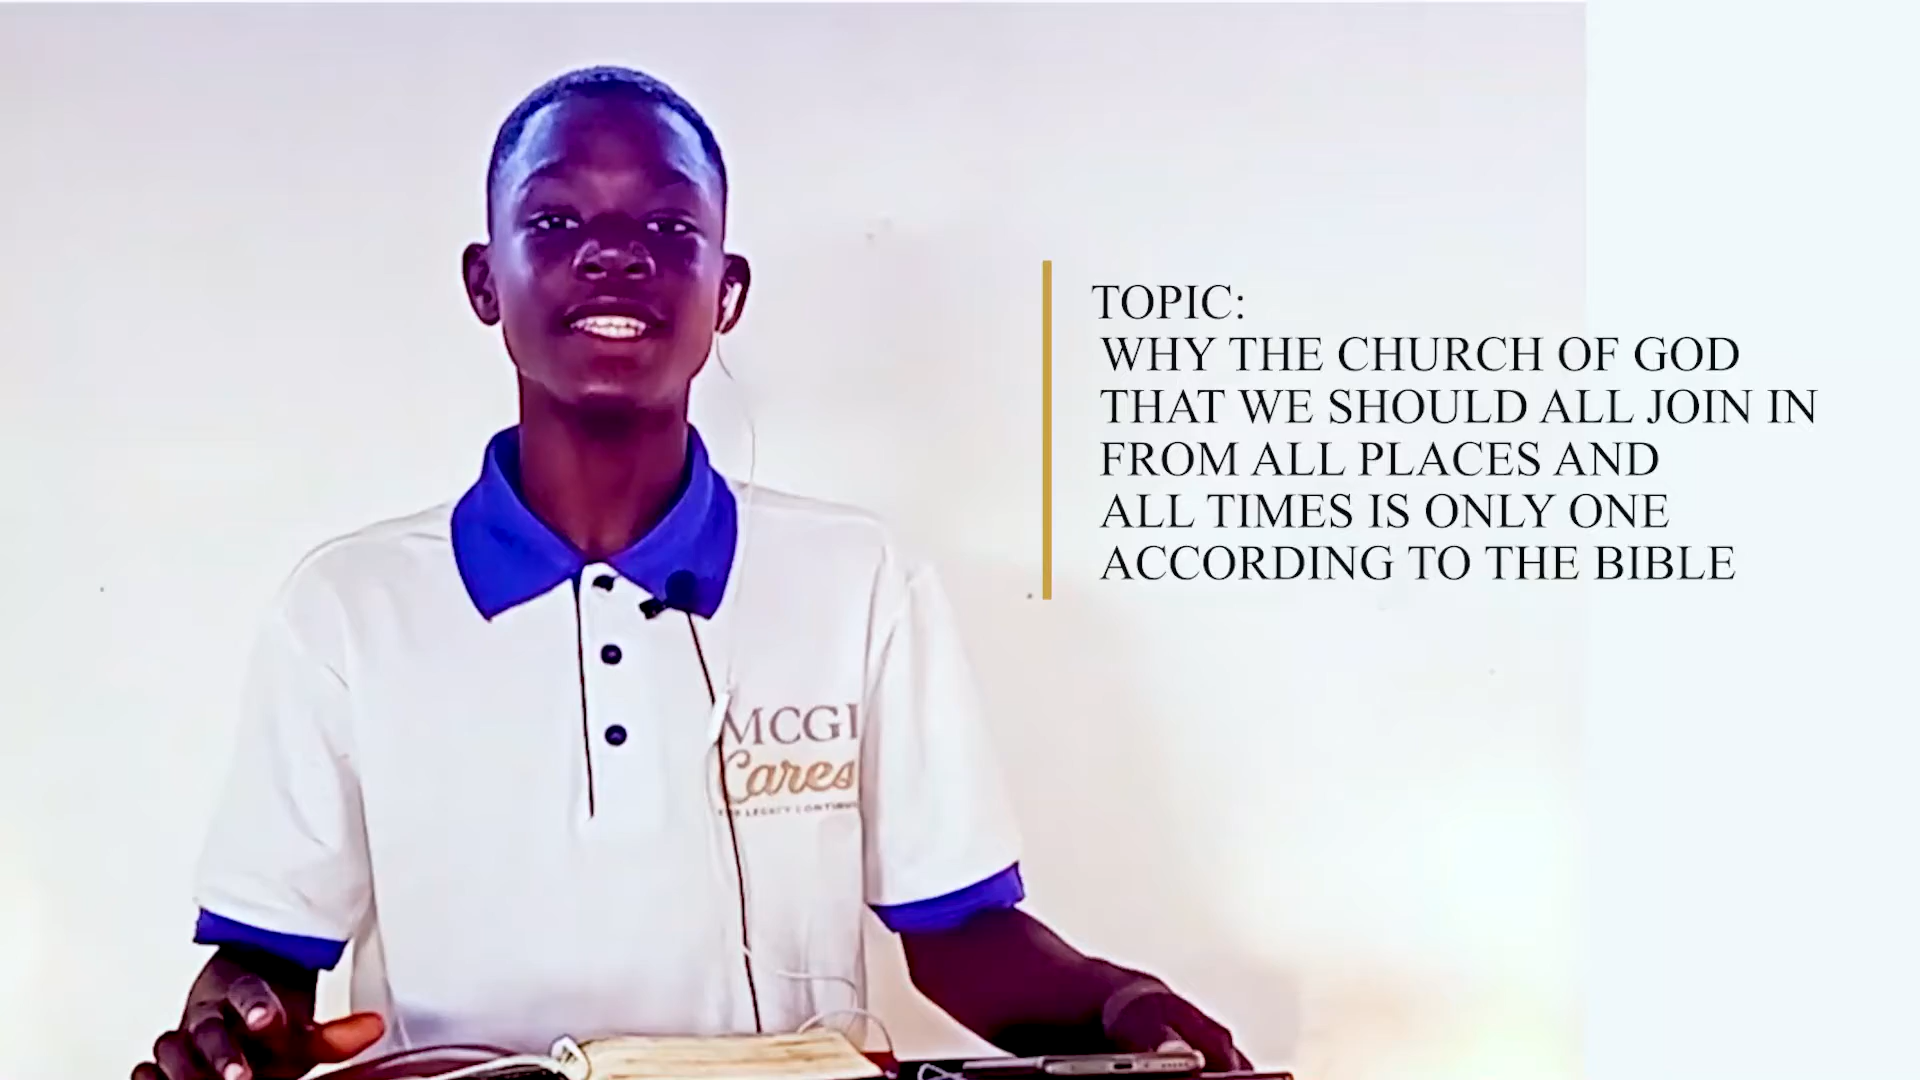 TOPIC:
WHY THE CHURCH OF GOD
THAT WE SHOULD ALL JOIN IN
FROM ALL PLACES AND
ALL TIMES IS ONLY ONE
ACCORDING TO THE BIBLE
MCGI
Cares
LEGACY